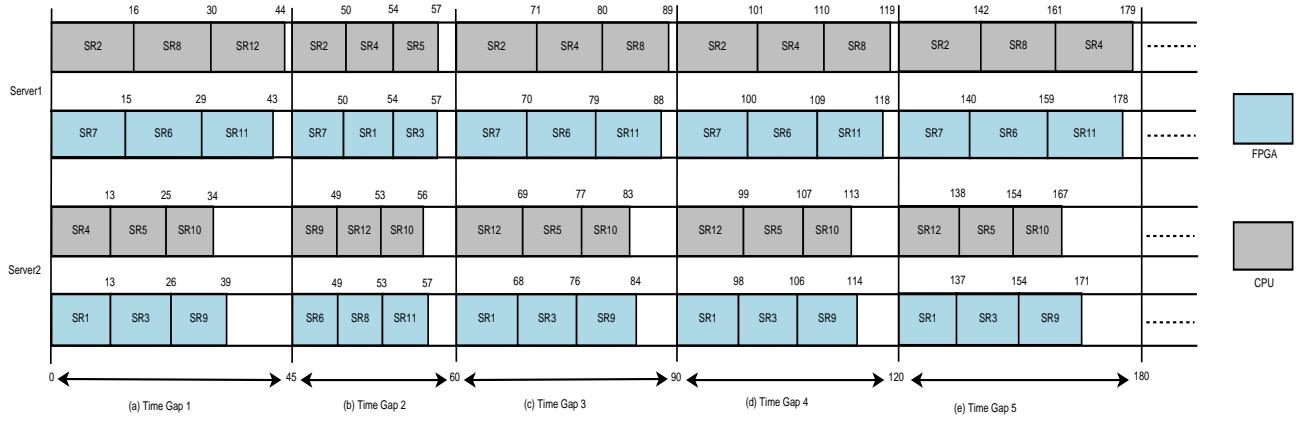 16 30 44 50 54 57 71 80 89 101 110 119 142 161 179
SR2 SR8 SR12 SR2 SR4 SR5 SR2 SR4 SR8 SR2 SR4 SR8 SR2 SR8 SR4
Server1
15 29 43 50 54 57 70 79 88 100 109 118 140 159 178
SR7 SR6 SR11 SR7 SR1 SR3 SR7 SR6 SR11 SR7 SR6 SR11 SR7 SR6 SR11
FPGA
13 25 34 49 53 56 69 77 83 99 107 113 138 154 167
SR4 SR5 SR10 SR9 SR12 SR10 SR12 SR5 SR10 SR12 SR5 SR10 SR12 SR5 SR10
Server2
CPU
13 26 39 49 53 57 68 76 84 98 106 114 137 154 171
SR1 SR3 SR9 SR6 SR8 SR11 SR1 SR3 SR9 SR1 SR3 SR9 SR1 SR3 SR9
0 45 60 90 120 180
(a) Time Gap 1 (b) Time Gap 2 (c) Time Gap 3 (d) Time Gap 4 (e) Time Gap 5